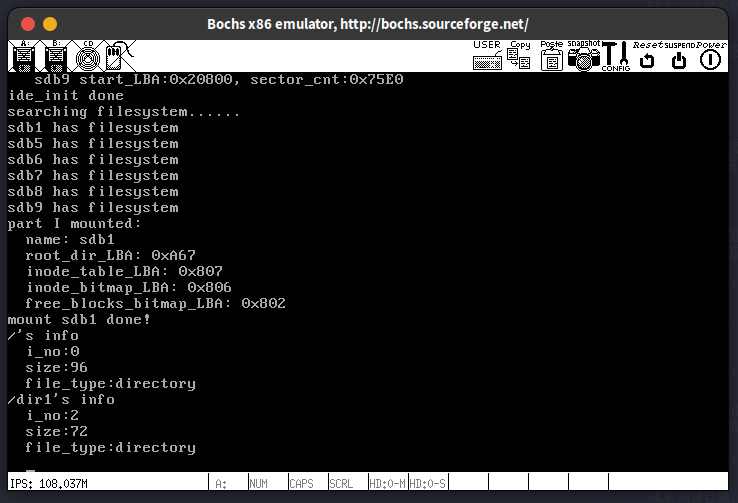 Bochs x86 emulator, http://bochs.sourceforge.net/
A: B: CD USER Copy Paste snapshot CONFIG Reset SUSPEND Power
sdb9 start_LBA:0x20800, sector_cnt:0x75E0
ide_init done
searching filesystem......
sdb1 has filesystem
sdb5 has filesystem
sdb6 has filesystem
sdb7 has filesystem
sdb8 has filesystem
sdb9 has filesystem
part I mounted:
name: sdb1
root_dir_LBA: 0xA67
inode_table_LBA: 0x807
inode_bitmap_LBA: 0x806
free_blocks_bitmap_LBA: 0x802
mount sdb1 done!
/'s info
i_no:0
size:96
file_type:directory
/dir1's info
i_no:2
size:72
file_type:directory
IPS: 108.037M A: NUM CAPS SCRL HD:0-M HD:0-S